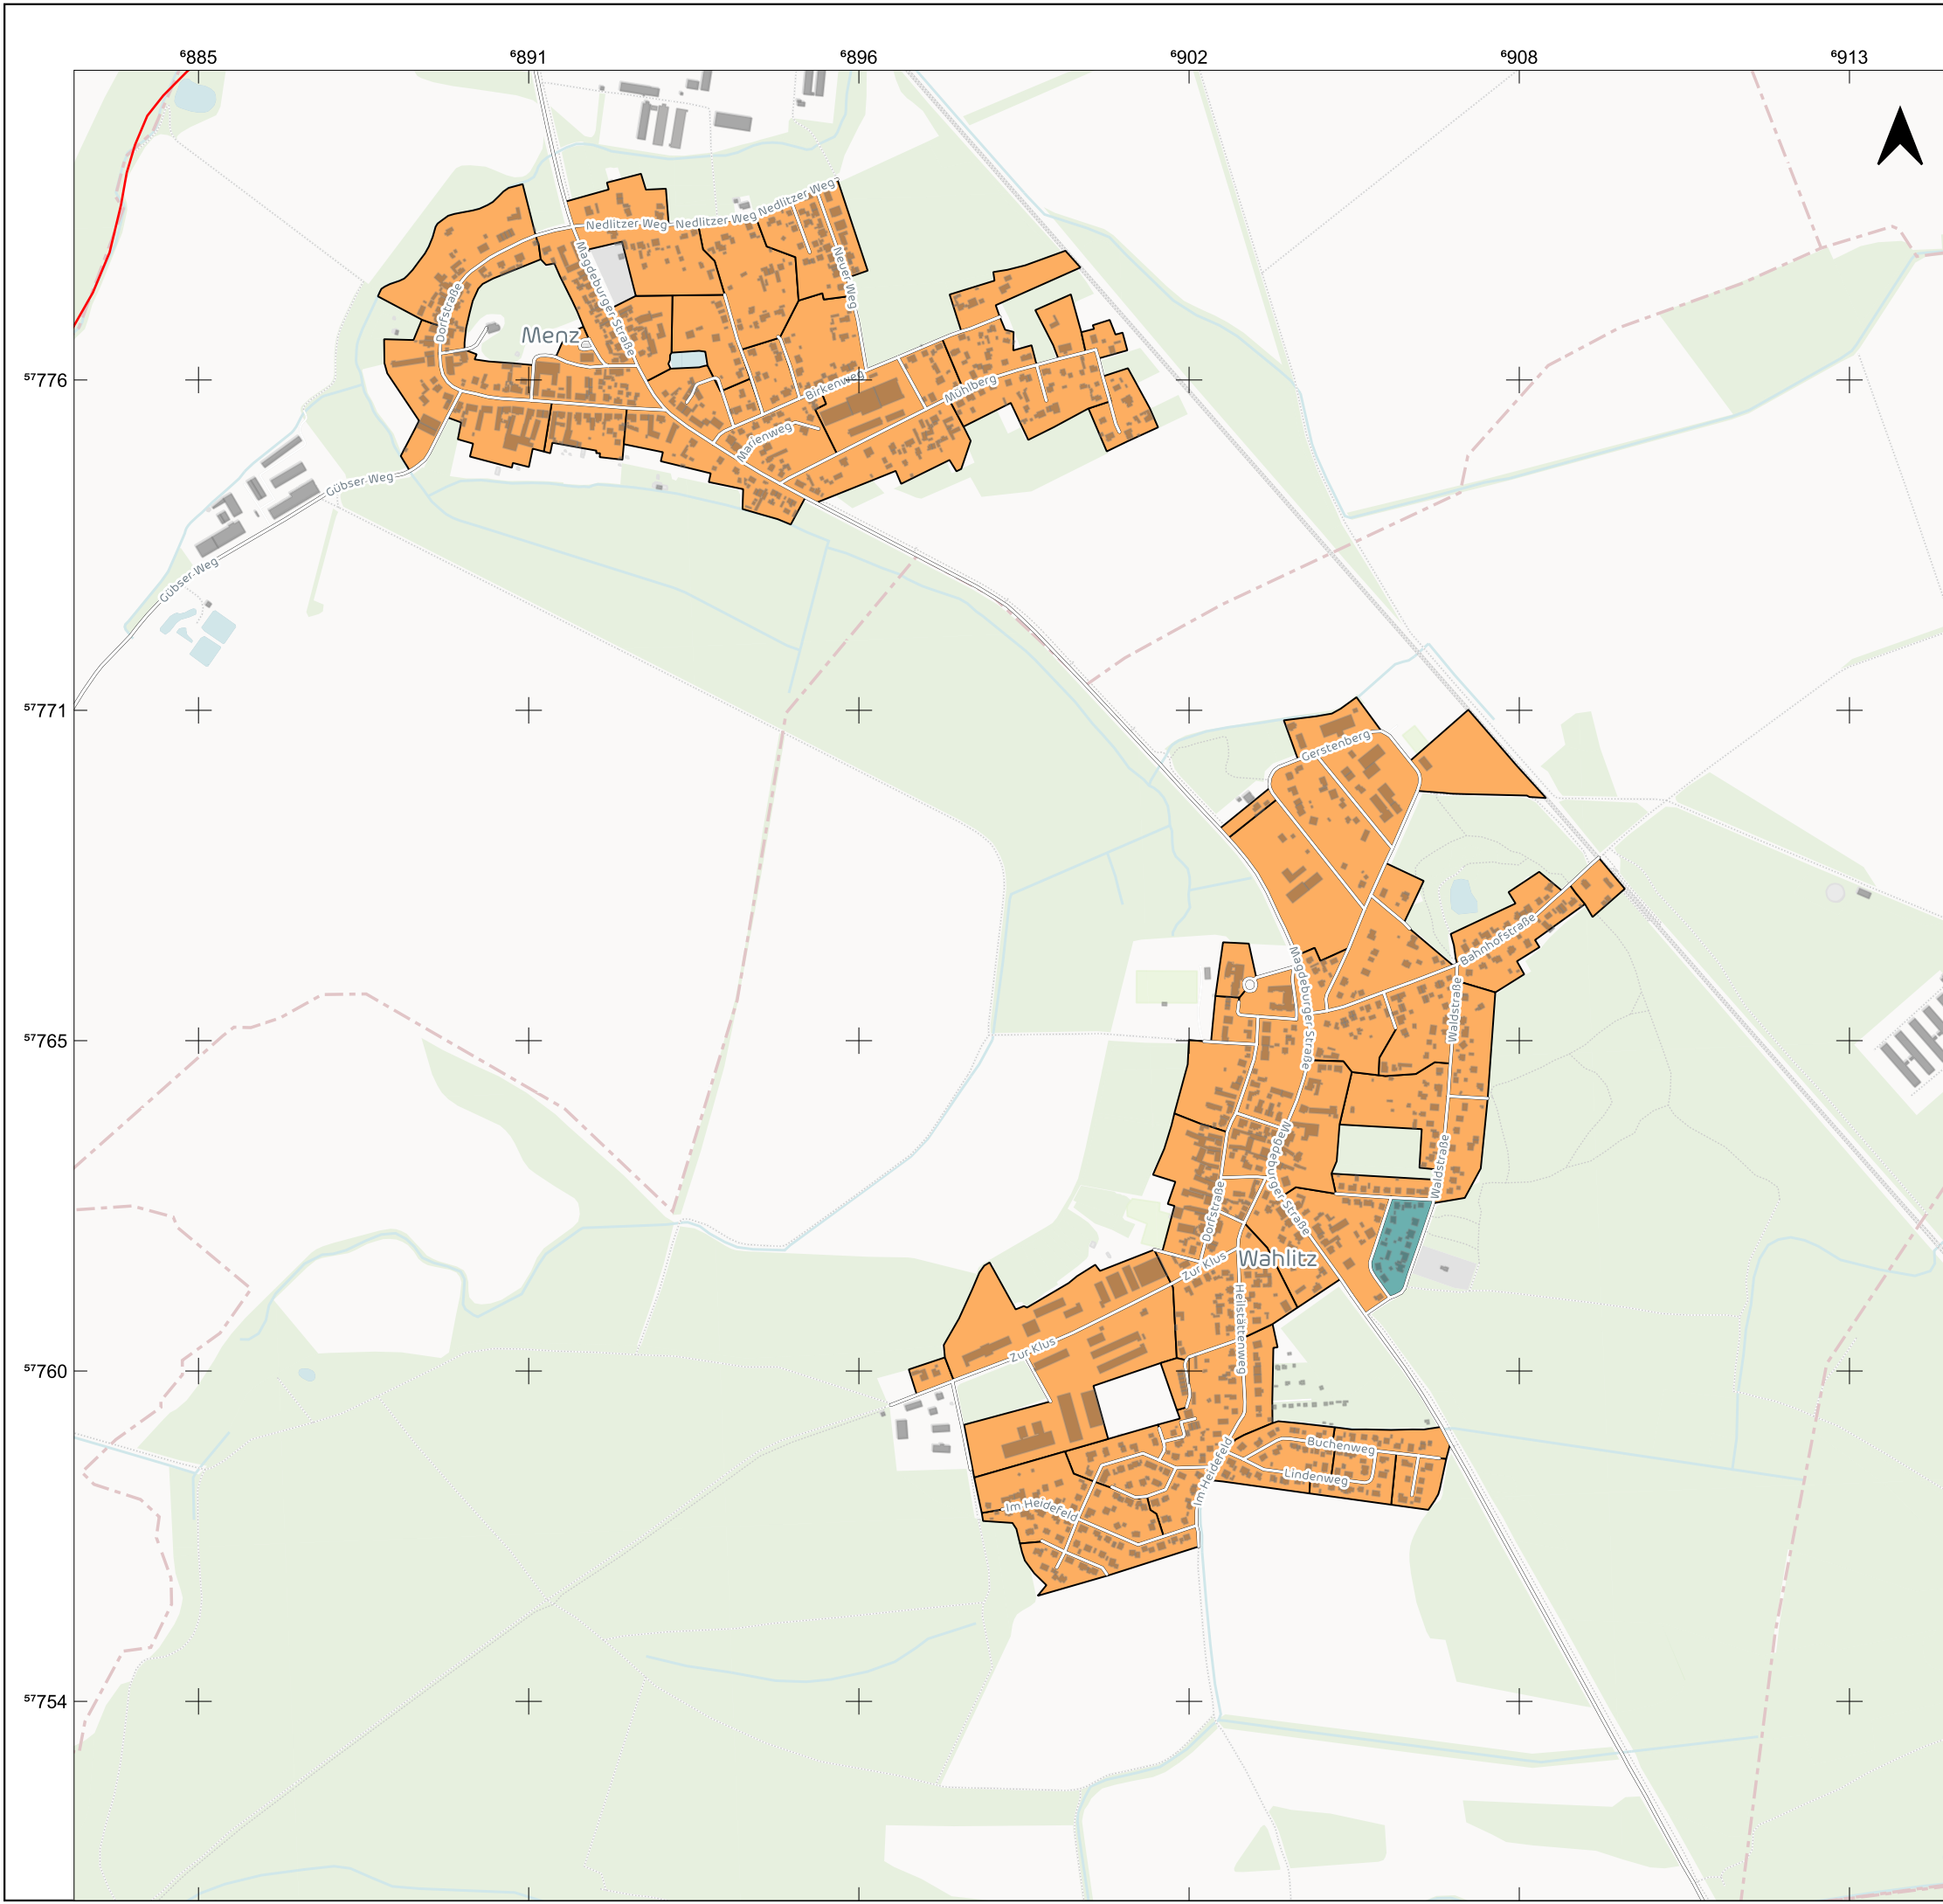 ⁶885 ⁶891 ⁶896 ⁶902 ⁶908 ⁶913
Nedlitzer Weg Nedlitzer Weg Nedlitzer Weg
Magdeburger Straße
Neuer Weg
Dorfstraße
Menz
⁵⁷776
Birkenweg
Mühlberg
Marienweg
Gübser Weg
Gübser Weg
⁵⁷771
Gerstenberg
Bahnhofstraße
Magdeburger Straße
Waldstraße
⁵⁷765
Magdeburger Straße
Waldstraße
Dorfstraße
Wahlitz
Zur Klus
Heilstättenweg
Zur Klus
⁵⁷760
Buchenweg
Lindenweg
Im Heidefeld
Im Heidefeld
⁵⁷754